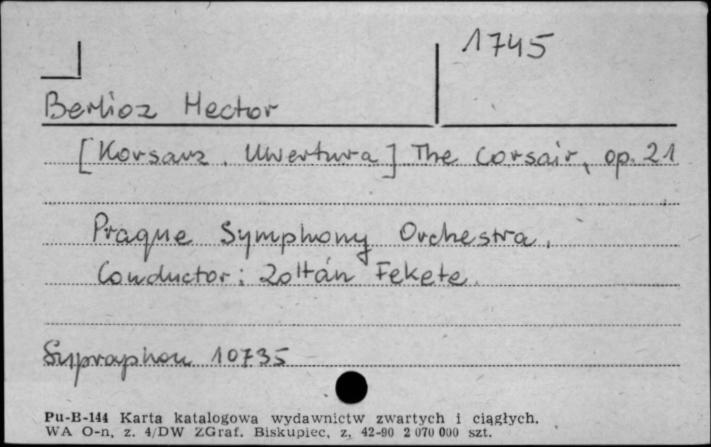 1745
Berlioz Hector
[Korsarz. Uwertura] The Corsair, op. 21
Prague Symphony Orchestra.
Conductor: Zoltán Fekete.
Supraphon 10735
Pu-B-144 Karta katalogowa wydawnictw zwartych i ciągłych.
WA O-n, z. 4/DW ZGraf. Biskupiec, z, 42-90 2 070 000 szt.